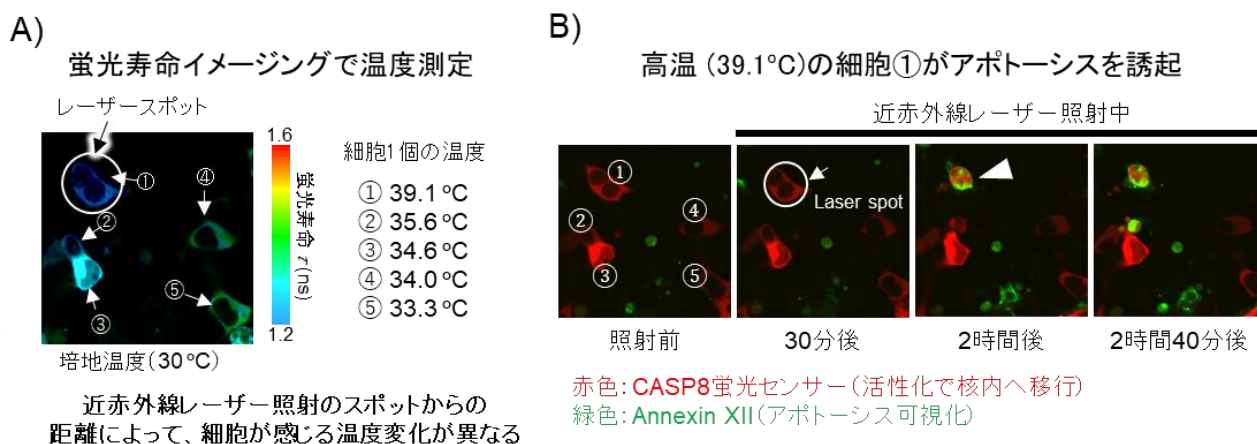 A)
蛍光寿命イメージングで温度測定
レーザースポット
①
②
③
④
⑤
1.6
蛍光寿命 τ (ns)
1.2
細胞1個の温度
① 39.1 °C
② 35.6 °C
③ 34.6 °C
④ 34.0 °C
⑤ 33.3 °C
培地温度(30°C)
近赤外線レーザー照射のスポットからの
距離によって、細胞が感じる温度変化が異なる
B)
高温 (39.1°C)の細胞①がアポトーシスを誘起
近赤外線レーザー照射中
①
②
③
④
⑤
Laser spot
照射前
30分後
2時間後
2時間40分後
赤色: CASP8蛍光センサー(活性化で核内へ移行)
緑色: Annexin XII(アポトーシス可視化)